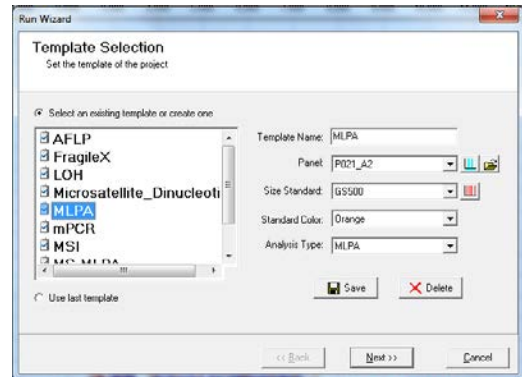 Run Wizard
Template Selection
Set the template of the project
Select an existing template or create one
AFLP
FragileX
LOH
Microsatellite_Dinucleoti
MLPA
mPCR
MSI
MS-MLPA
Use last template
Template Name: MLPA
Panel: P021_A2
Size Standard: GS500
Standard Color: Orange
Analysis Type: MLPA
Save
Delete
<< Back
Next >>
Cancel